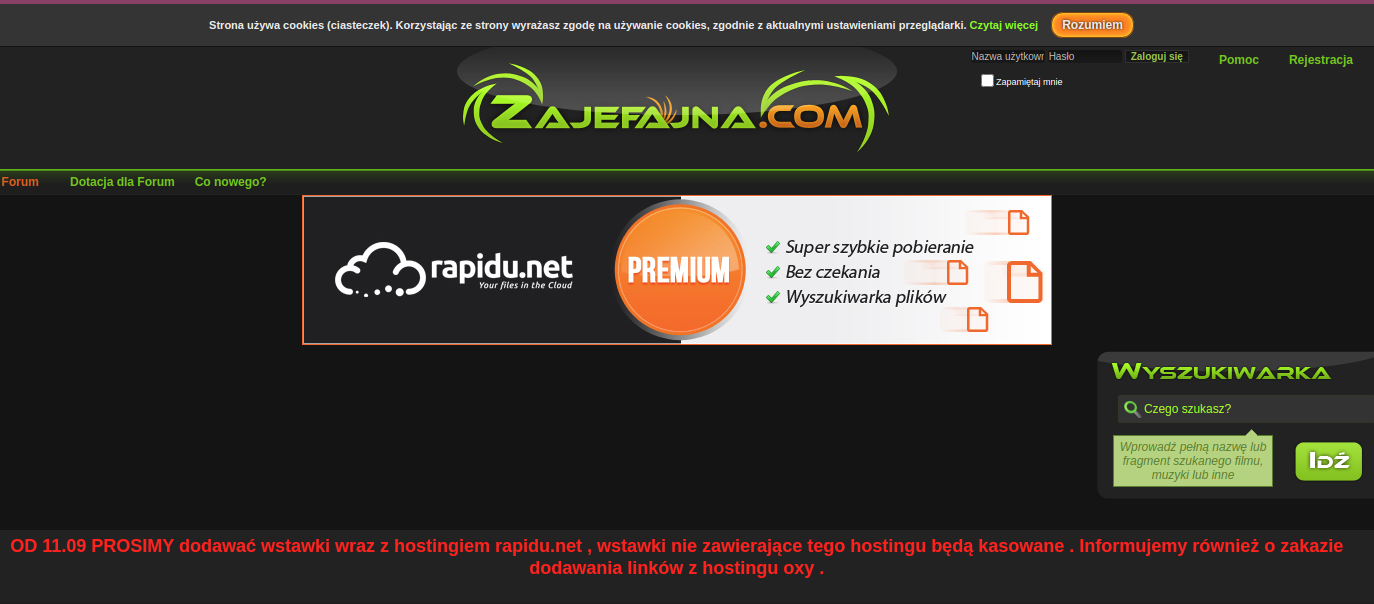 Strona używa cookies (ciasteczek). Korzystając ze strony wyrażasz zgodę na używanie cookies, zgodnie z aktualnymi ustawieniami przeglądarki. Czytaj więcej Rozumiem
Nazwa użytkowr Hasło Zaloguj się Pomoc Rejestracja
Zapamiętaj mnie
ZAJEFAJNA.COM
Forum Dotacja dla Forum Co nowego?
rapidu.net
Your files in the Cloud
PREMIUM
Super szybkie pobieranie
Bez czekania
Wyszukiwarka plików
WYSZUKIWARKA
Czego szukasz?
Wprowadź pełną nazwę lub
fragment szukanego filmu,
muzyki lub inne
IDŹ
OD 11.09 PROSIMY dodawać wstawki wraz z hostingiem rapidu.net , wstawki nie zawierające tego hostingu będą kasowane . Informujemy również o zakazie
dodawania linków z hostingu oxy .